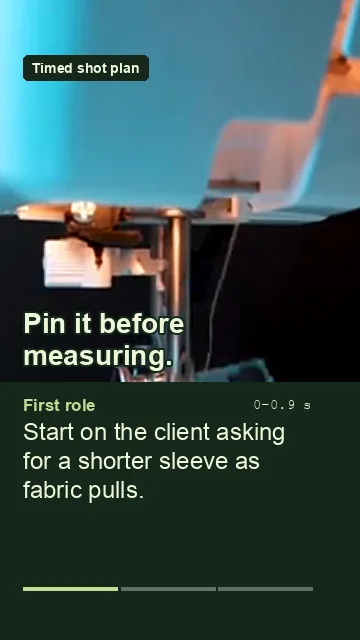 Timed shot plan
Pin it before
measuring.
First role
0–0.9 s
Start on the client asking
for a shorter sleeve as
fabric pulls.